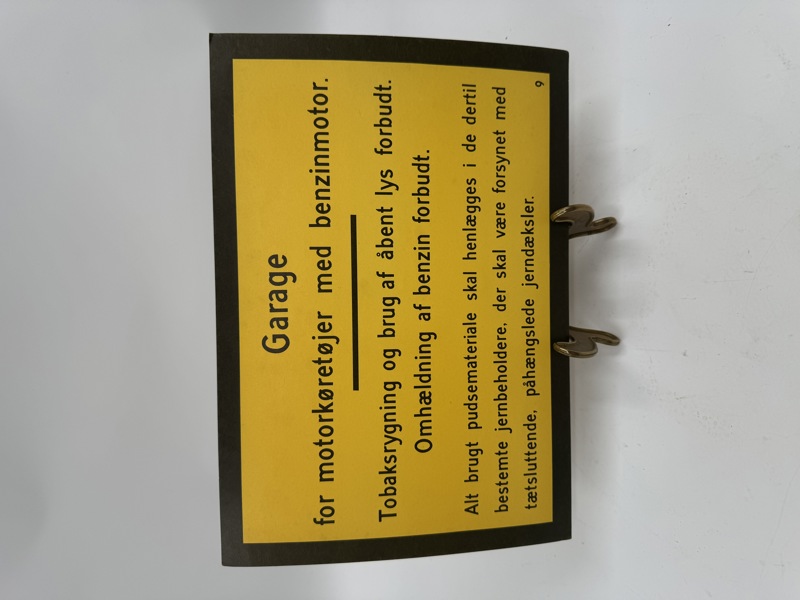 Garage
for motorkøretøjer med benzinmotor.
Tobaksrygning og brug af åbent lys forbudt.
Omhældning af benzin forbudt.
Alt brugt pudsemateriale skal henlægges i de dertil
bestemte jernbeholdere, der skal være forsynet med
tætsluttende, påhængslede jerndæksler.
9